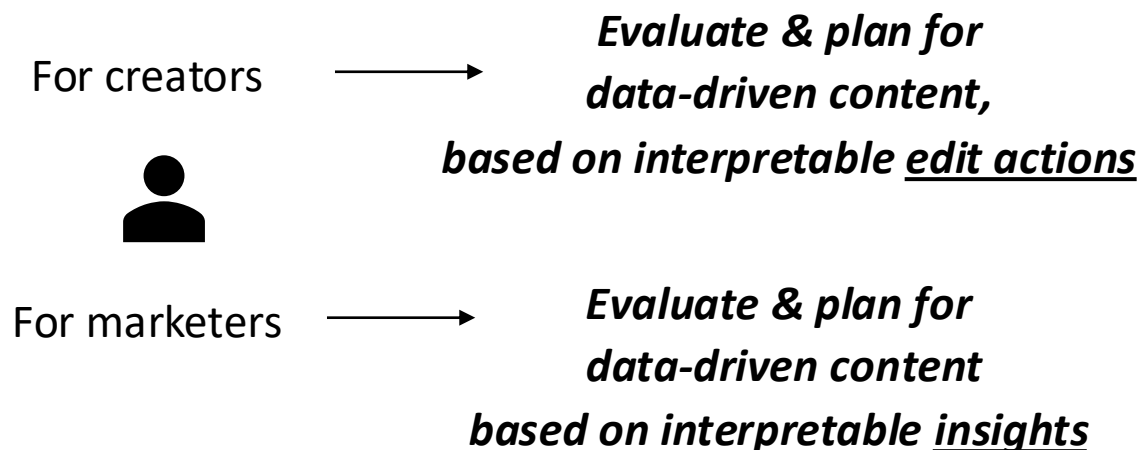 For creators
Evaluate & plan for
data-driven content,
based on interpretable edit actions
For marketers
Evaluate & plan for
data-driven content
based on interpretable insights